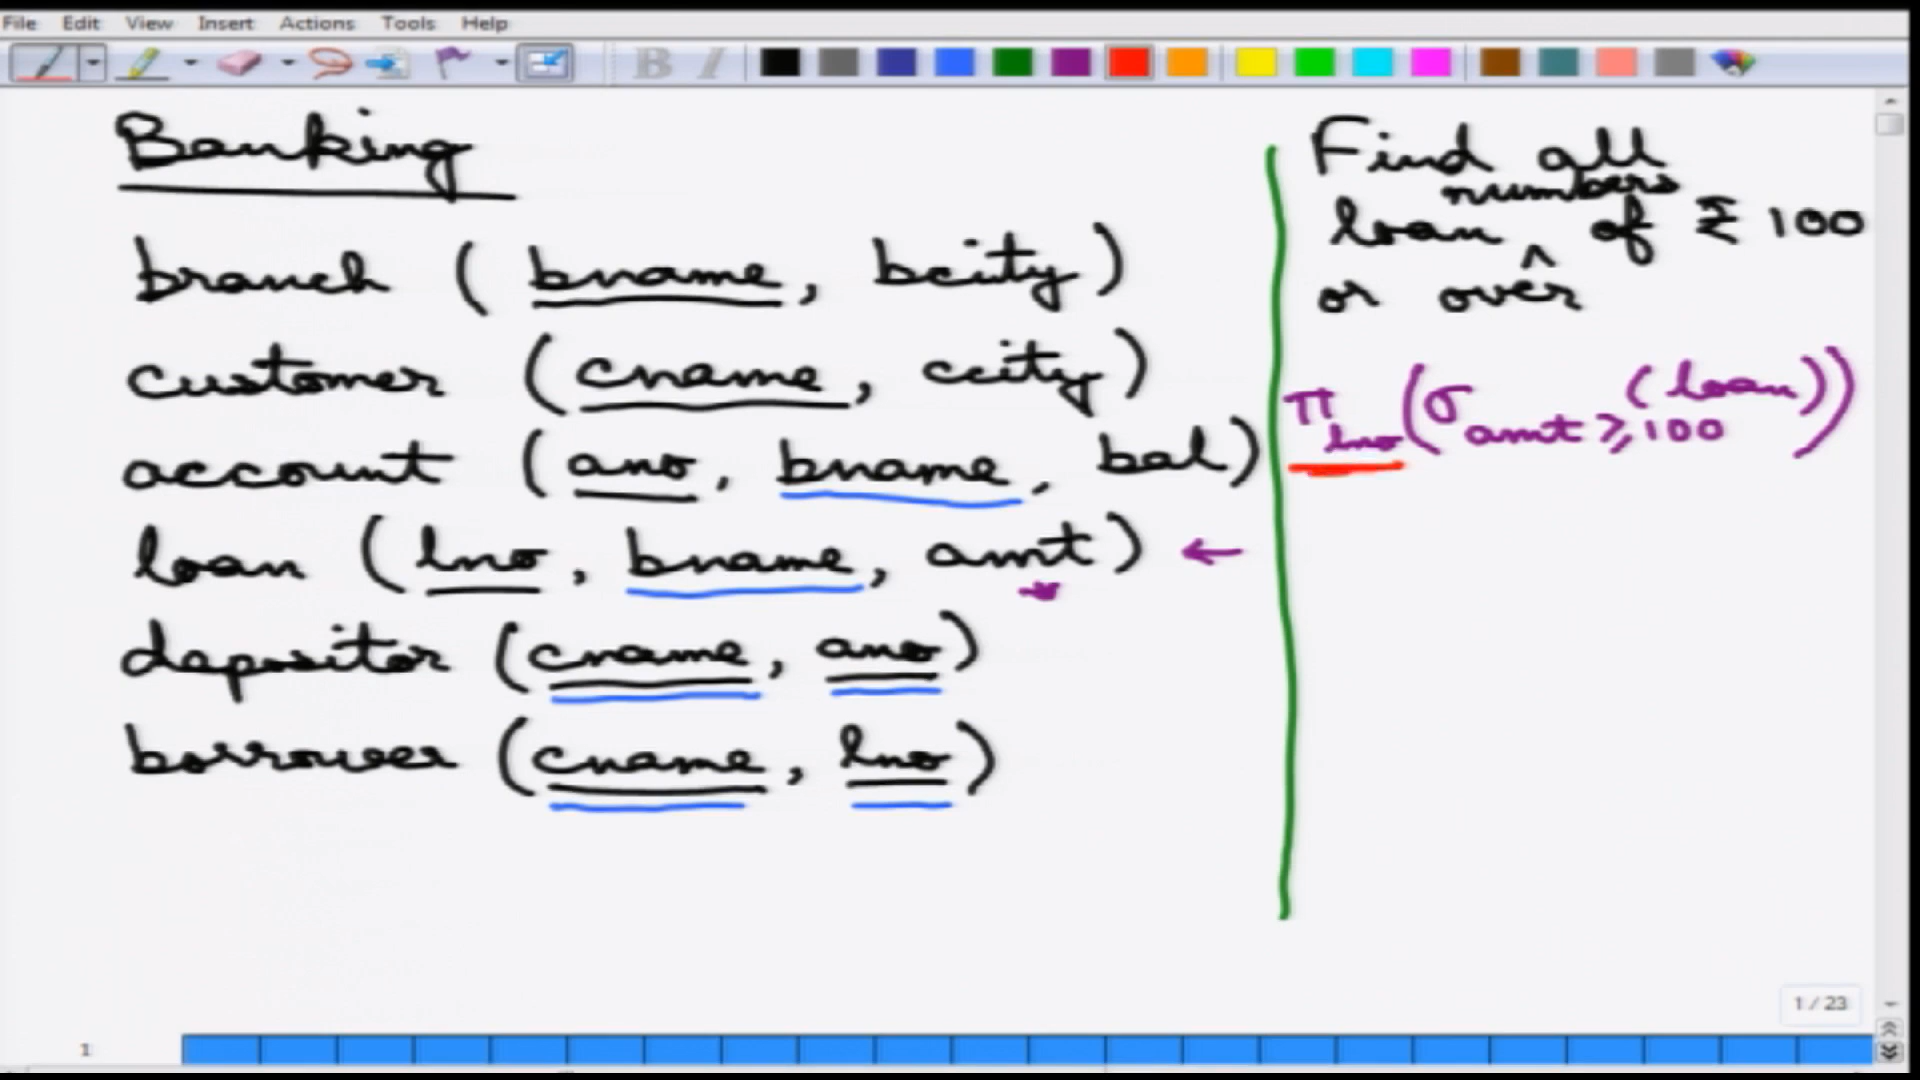 File Edit View Insert Actions Tools Help
B I
Banking
branch ( bname, bcity)
customer (cname, ccity)
account (ano, bname, bal)
loan (lno, bname, amt) ←
depositor (cname, ano)
borrower (cname, lno)
Find all
loan numbers of ₹ 100
or over
π lno (σ amt ≥ 100 (loan))
1 / 23
1